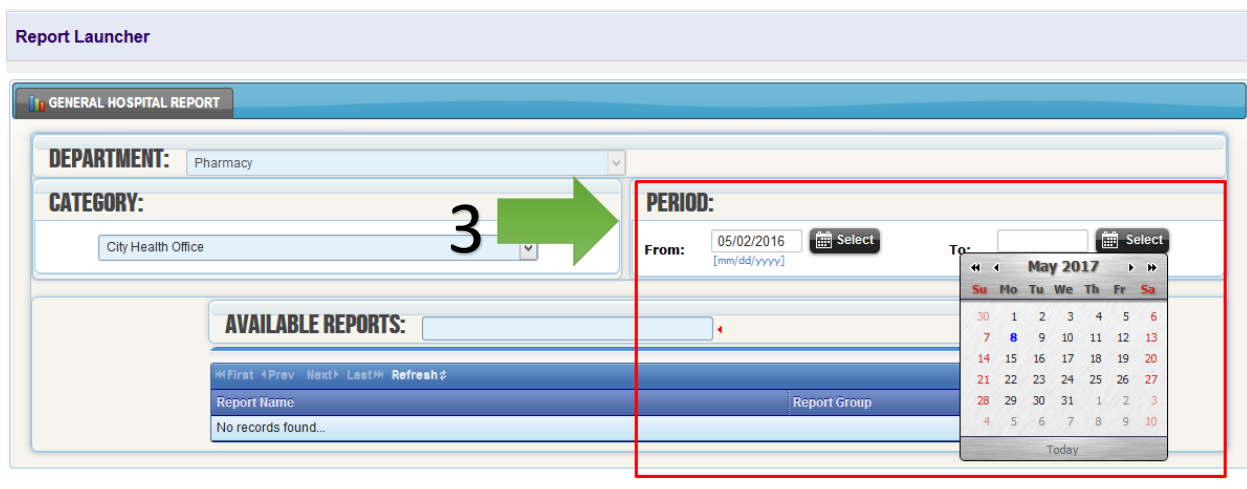 Report Launcher
GENERAL HOSPITAL REPORT
DEPARTMENT: Pharmacy
CATEGORY:
City Health Office
3
PERIOD:
From: 05/02/2016 Select
[mm/dd/yyyy]
To: Select
May 2017
Su Mo Tu We Th Fr Sa
30 1 2 3 4 5 6
7 8 9 10 11 12 13
14 15 16 17 18 19 20
21 22 23 24 25 26 27
28 29 30 31 1 2 3
4 5 6 7 8 9 10
Today
AVAILABLE REPORTS:
First Prev Next Last Refresh
Report Name Report Group
No records found...